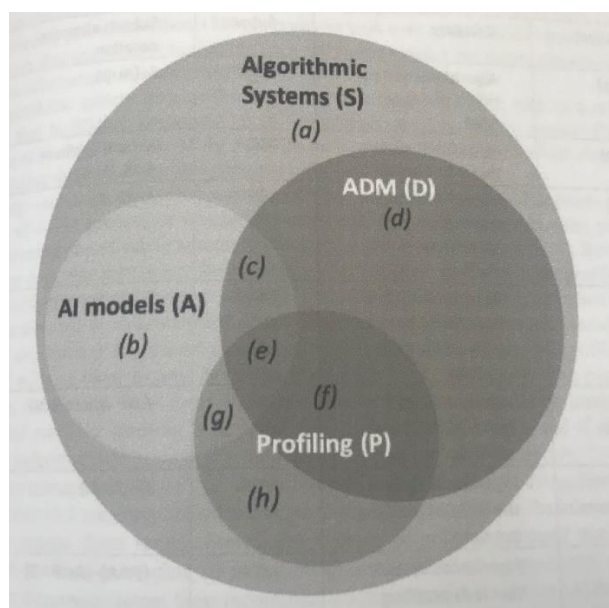 Algorithmic
Systems (S)
(a)
ADM (D)
(d)
(c)
AI models (A)
(b)
(e)
(f)
(g)
Profiling (P)
(h)